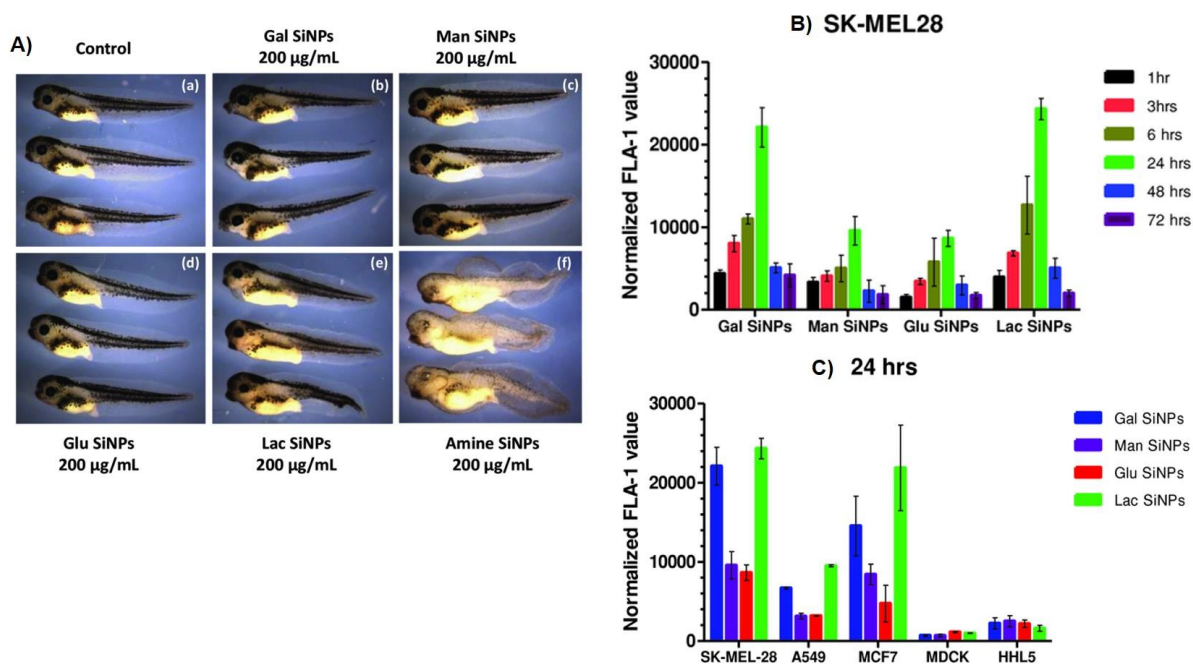 A)
Control
Gal SiNPs
200 µg/mL
Man SiNPs
200 µg/mL
(a)
(b)
(c)
(d)
(e)
(f)
Glu SiNPs
200 µg/mL
Lac SiNPs
200 µg/mL
Amine SiNPs
200 µg/mL
B) SK-MEL28
Normalized FLA-1 value
30000
20000
10000
0
Gal SiNPs Man SiNPs Glu SiNPs Lac SiNPs
1hr
3hrs
6 hrs
24 hrs
48 hrs
72 hrs
C) 24 hrs
Normalized FLA-1 value
30000
20000
10000
0
SK-MEL-28 A549 MCF7 MDCK HHL5
Gal SiNPs
Man SiNPs
Glu SiNPs
Lac SiNPs